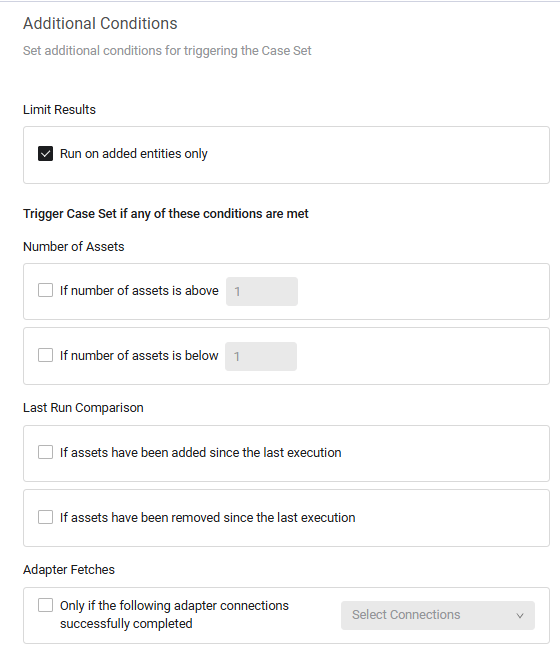 Additional Conditions
Set additional conditions for triggering the Case Set
Limit Results
Run on added entities only
Trigger Case Set if any of these conditions are met
Number of Assets
If number of assets is above 1
If number of assets is below 1
Last Run Comparison
If assets have been added since the last execution
If assets have been removed since the last execution
Adapter Fetches
Only if the following adapter connections
successfully completed
Select Connections